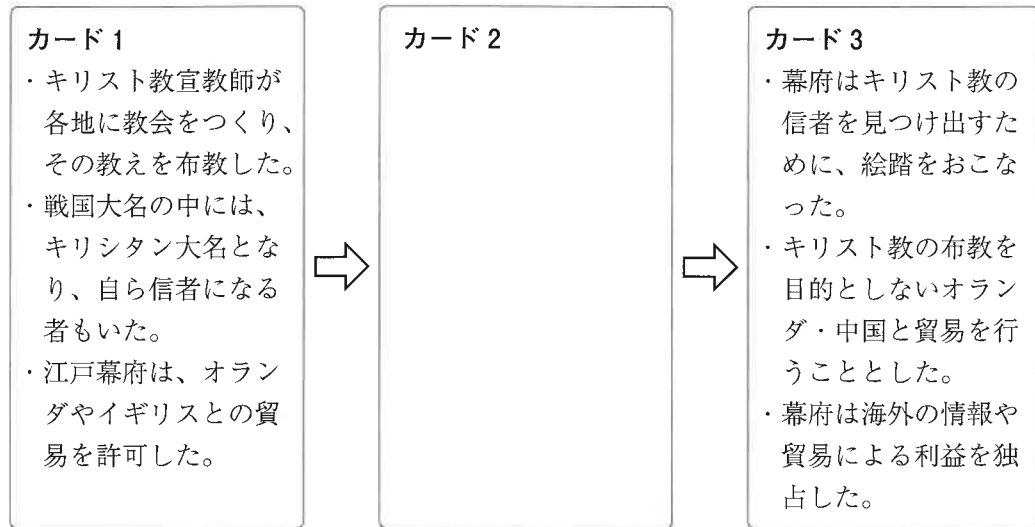 カード 1
・キリスト教宣教師が
各地に教会をつくり、
その教えを布教した。
・戦国大名の中には、
キリシタン大名とな
り、自ら信者になる
者もいた。
・江戸幕府は、オラン
ダやイギリスとの貿
易を許可した。
カード 2
カード 3
・幕府はキリスト教の
信者を見つけ出すた
めに、絵踏をおこな
った。
・キリスト教の布教を
目的としないオラン
ダ・中国と貿易を行
うこととした。
・幕府は海外の情報や
貿易による利益を独
占した。